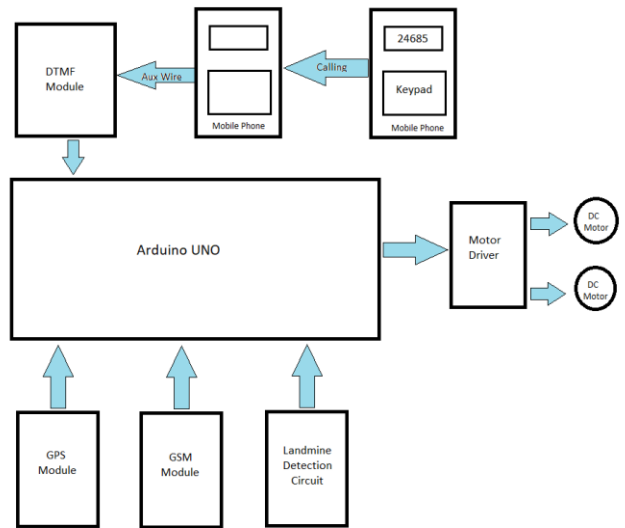 24685
DTMF
Module
Aux Wire
Calling
Keypad
Mobile Phone
Mobile Phone
Arduino UNO
Motor
Driver
DC
Motor
DC
Motor
GPS
Module
GSM
Module
Landmine
Detection
Circuit